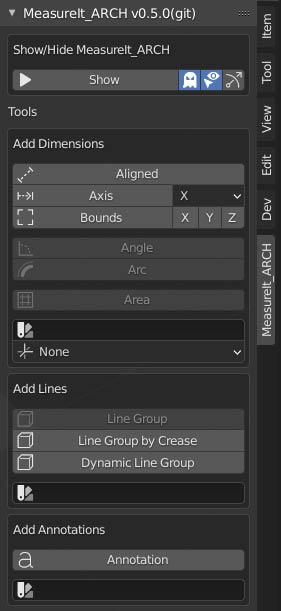 MeasureIt_ARCH v0.5.0(git)
Show/Hide MeasureIt_ARCH
Show
Tools
Add Dimensions
Aligned
Axis X
Bounds X Y Z
Angle
Arc
Area
None
Add Lines
Line Group
Line Group by Crease
Dynamic Line Group
Add Annotations
a Annotation
Item
Tool
View
Edit
Dev
MeasureIt_ARCH